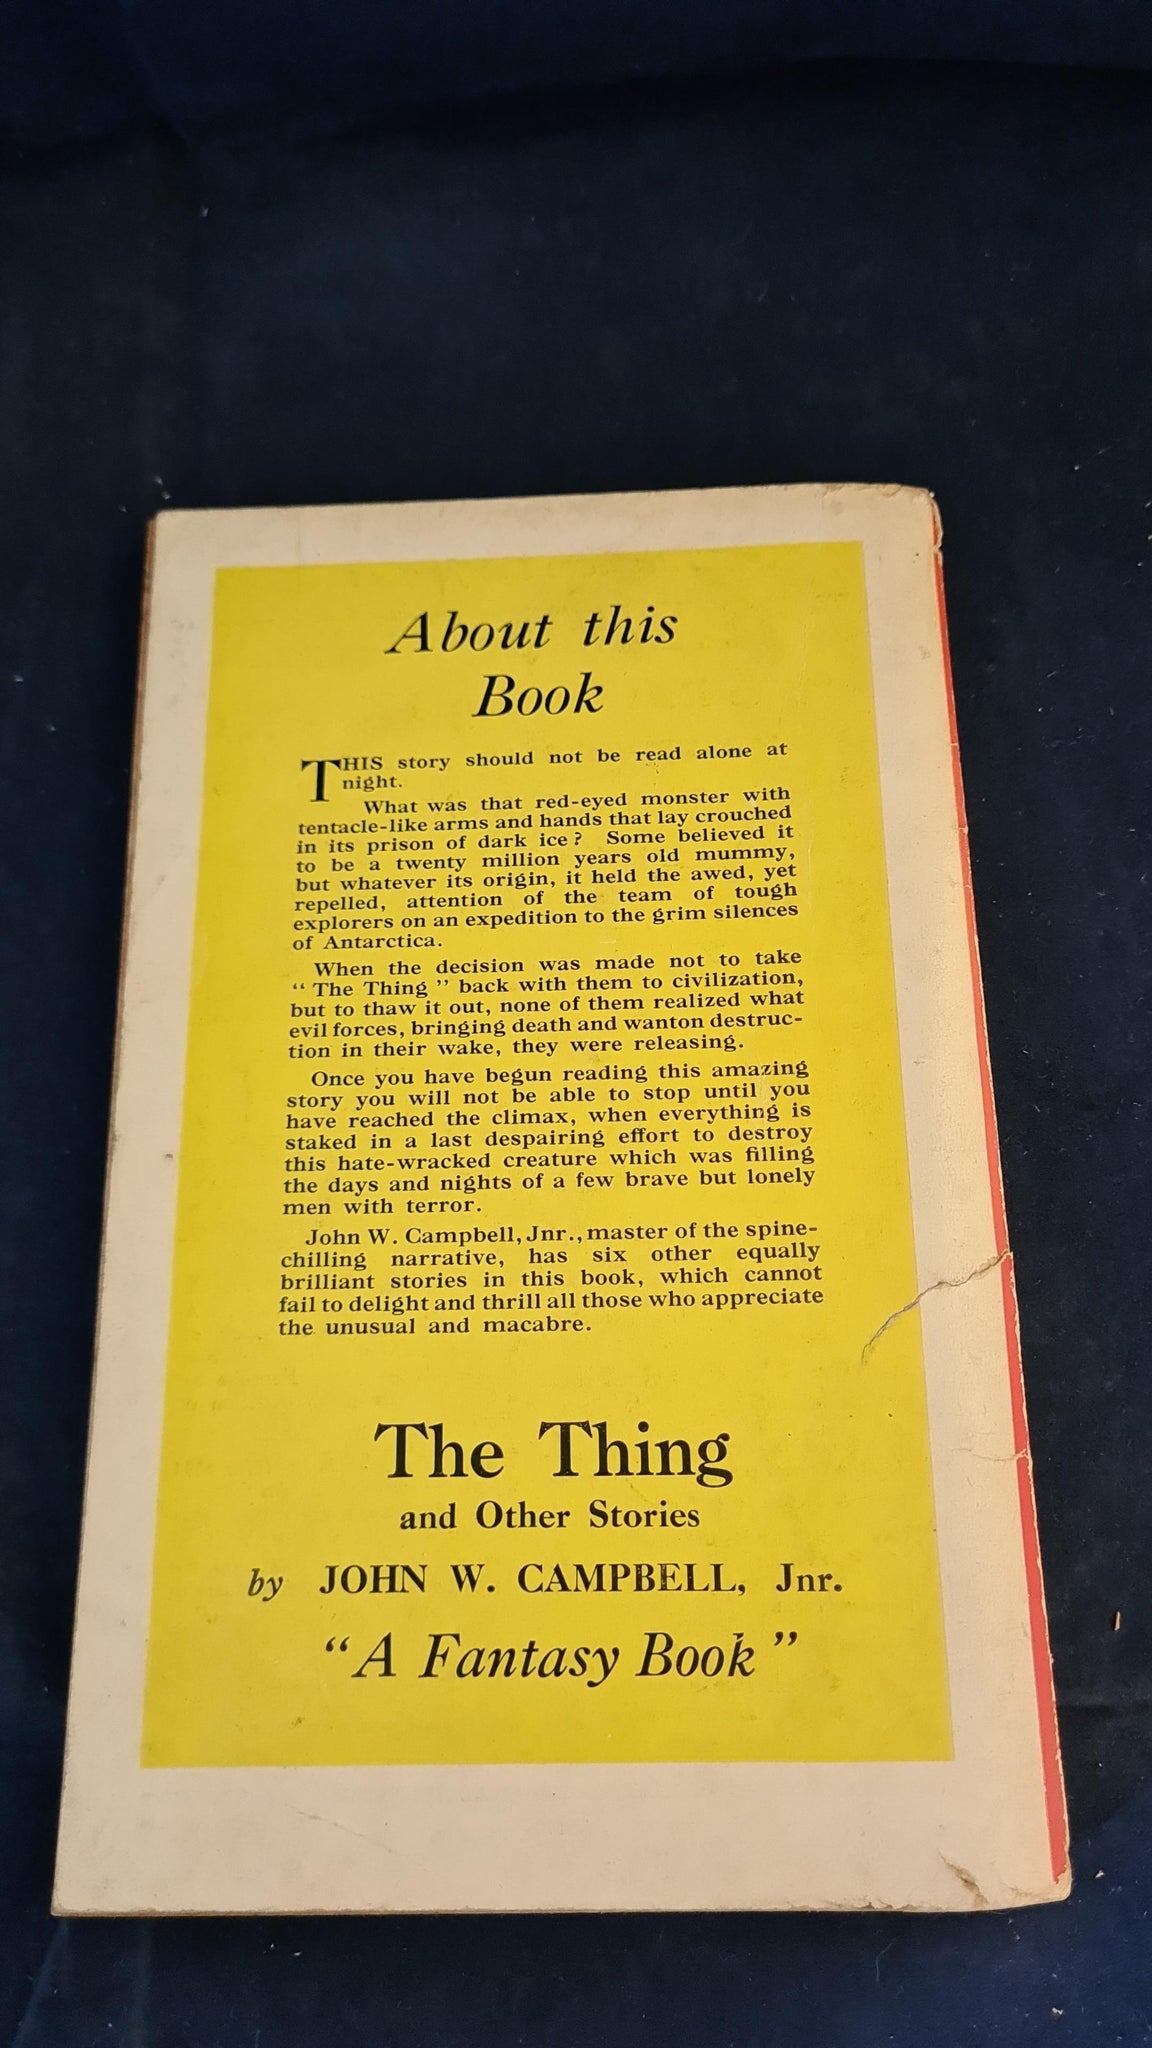 About this
Book
THIS story should not be read alone at
night.
What was that red-eyed monster with
tentacle-like arms and hands that lay crouched
in its prison of dark ice? Some believed it
to be a twenty million years old mummy,
but whatever its origin, it held the awed, yet
repelled, attention of the team of tough
explorers on an expedition to the grim silences
of Antarctica.
When the decision was made not to take
“ The Thing ” back with them to civilization,
but to thaw it out, none of them realized what
evil forces, bringing death and wanton destruc-
tion in their wake, they were releasing.
Once you have begun reading this amazing
story you will not be able to stop until you
have reached the climax, when everything is
staked in a last despairing effort to destroy
this hate-wracked creature which was filling
the days and nights of a few brave but lonely
men with terror.
John W. Campbell, Jnr., master of the spine-
chilling narrative, has six other equally
brilliant stories in this book, which cannot
fail to delight and thrill all those who appreciate
the unusual and macabre.
The Thing
and Other Stories
by JOHN W. CAMPBELL, Jnr.
“A Fantasy Book”